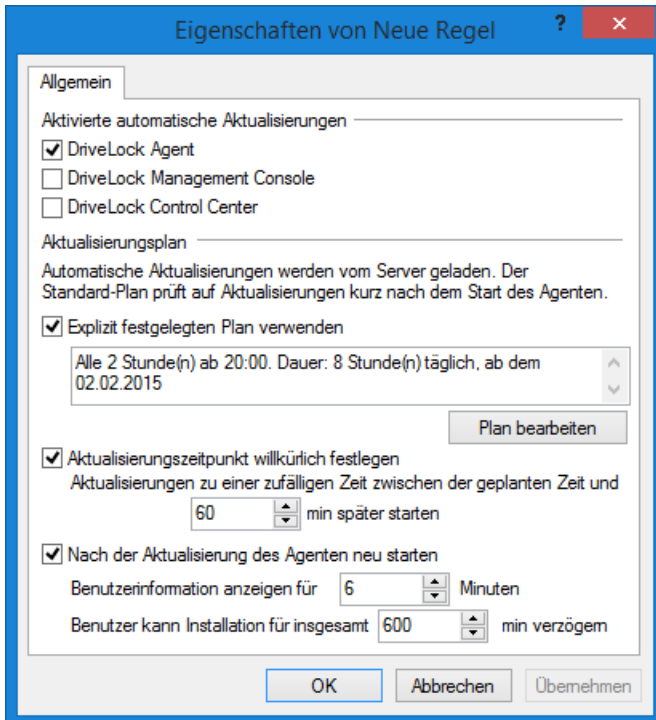 Eigenschaften von Neue Regel
?
Allgemein
Aktivierte automatische Aktualisierungen
DriveLock Agent
DriveLock Management Console
DriveLock Control Center
Aktualisierungsplan
Automatische Aktualisierungen werden vom Server geladen. Der
Standard-Plan prüft auf Aktualisierungen kurz nach dem Start des Agenten.
Explizit festgelegten Plan verwenden
Alle 2 Stunde(n) ab 20:00. Dauer: 8 Stunde(n) täglich, ab dem
02.02.2015
Plan bearbeiten
Aktualisierungszeitpunkt willkürlich festlegen
Aktualisierungen zu einer zufälligen Zeit zwischen der geplanten Zeit und
60 min später starten
Nach der Aktualisierung des Agenten neu starten
Benutzerinformation anzeigen für 6 Minuten
Benutzer kann Installation für insgesamt 600 min verzögern
OK Abbrechen Übernehmen